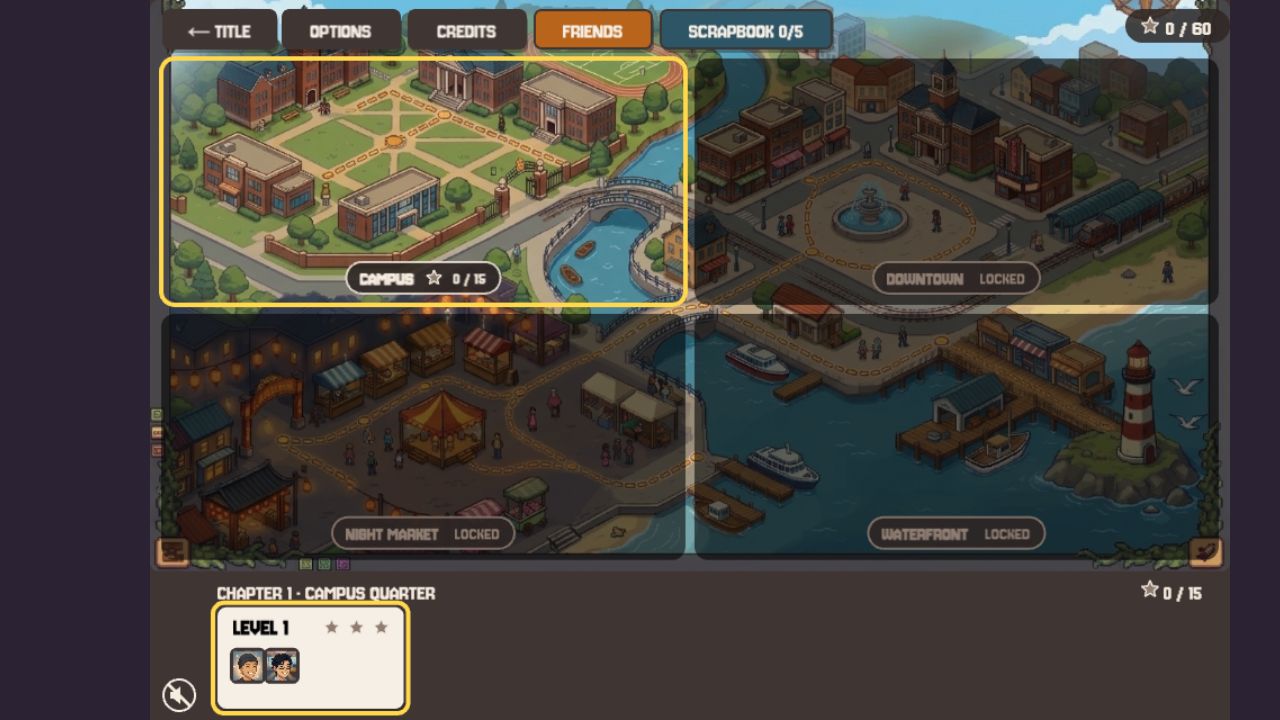 ← TITLE
OPTIONS
CREDITS
FRIENDS
SCRAPBOOK 0/5
0 / 60
CAMPUS 0 / 15
DOWNTOWN LOCKED
NIGHT MARKET LOCKED
WATERFRONT LOCKED
CHAPTER 1 · CAMPUS QUARTER
0 / 15
LEVEL 1